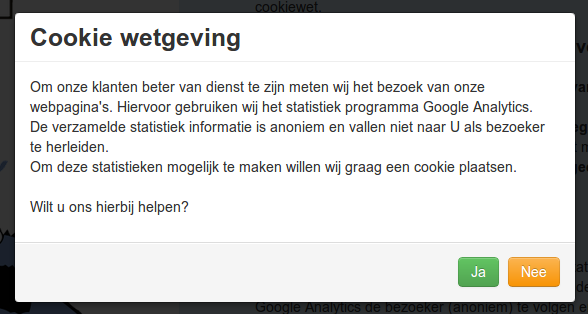 cookiewet.
Cookie wetgeving
Om onze klanten beter van dienst te zijn meten wij het bezoek van onze
webpagina's. Hiervoor gebruiken wij het statistiek programma Google Analytics.
De verzamelde statistiek informatie is anoniem en vallen niet naar U als bezoeker
te herleiden.
Om deze statistieken mogelijk te maken willen wij graag een cookie plaatsen.
Wilt u ons hierbij helpen?
Ja Nee
Google Analytics de bezoeker (anoniem) te volgen